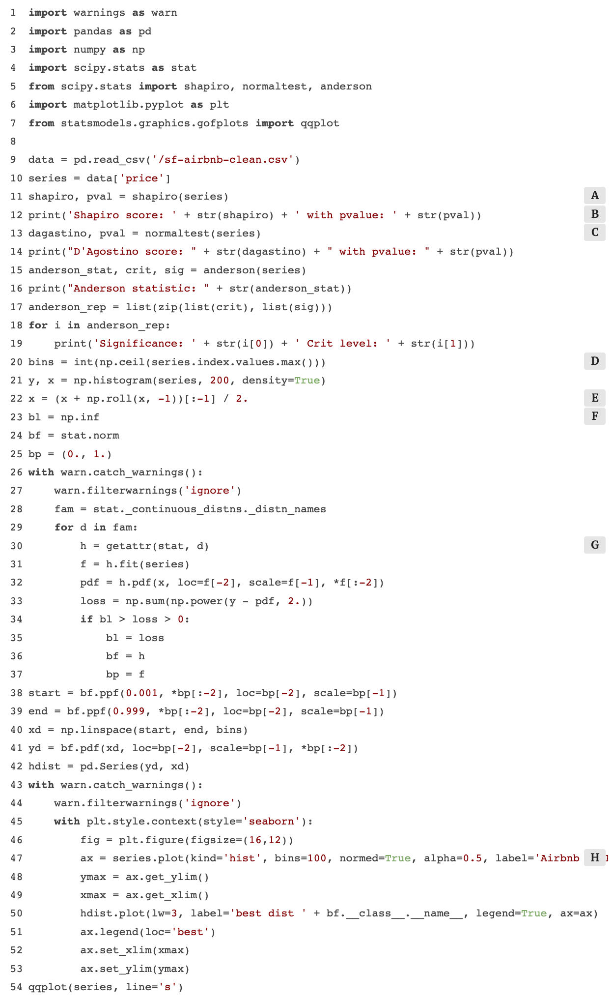 1 import warnings as warn
2 import pandas as pd
3 import numpy as np
4 import scipy.stats as stat
5 from scipy.stats import shapiro, normaltest, anderson
6 import matplotlib.pyplot as plt
7 from statsmodels.graphics.gofplots import qqplot
8
9 data = pd.read_csv('/sf-airbnb-clean.csv')
10 series = data['price']
11 shapiro, pval = shapiro(series) A
12 print('Shapiro score: ' + str(shapiro) + ' with pvalue: ' + str(pval)) B
13 dagastino, pval = normaltest(series) C
14 print("D'Agostino score: " + str(dagastino) + " with pvalue: " + str(pval))
15 anderson_stat, crit, sig = anderson(series)
16 print("Anderson statistic: " + str(anderson_stat))
17 anderson_rep = list(zip(list(crit), list(sig)))
18 for i in anderson_rep:
19     print('Significance: ' + str(i[0]) + ' Crit level: ' + str(i[1]))
20 bins = int(np.ceil(series.index.values.max())) D
21 y, x = np.histogram(series, 200, density=True)
22 x = (x + np.roll(x, -1))[:-1] / 2. E
23 bl = np.inf F
24 bf = stat.norm
25 bp = (0., 1.)
26 with warn.catch_warnings():
27     warn.filterwarnings('ignore')
28     fam = stat._continuous_distns._distn_names
29     for d in fam:
30         h = getattr(stat, d) G
31         f = h.fit(series)
32         pdf = h.pdf(x, loc=f[-2], scale=f[-1], *f[:-2])
33         loss = np.sum(np.power(y - pdf, 2.))
34         if bl > loss > 0:
35             bl = loss
36             bf = h
37             bp = f
38 start = bf.ppf(0.001, *bp[:-2], loc=bp[-2], scale=bp[-1])
39 end = bf.ppf(0.999, *bp[:-2], loc=bp[-2], scale=bp[-1])
40 xd = np.linspace(start, end, bins)
41 yd = bf.pdf(xd, loc=bp[-2], scale=bp[-1], *bp[:-2])
42 hdist = pd.Series(yd, xd)
43 with warn.catch_warnings():
44     warn.filterwarnings('ignore')
45     with plt.style.context(style='seaborn'):
46         fig = plt.figure(figsize=(16,12))
47         ax = series.plot(kind='hist', bins=100, normed=True, alpha=0.5, label='Airbnb H
48         ymax = ax.get_ylim()
49         xmax = ax.get_xlim()
50         hdist.plot(lw=3, label='best dist ' + bf.__class__.__name__, legend=True, ax=ax)
51         ax.legend(loc='best')
52         ax.set_xlim(xmax)
53         ax.set_ylim(ymax)
54 qqplot(series, line='s')